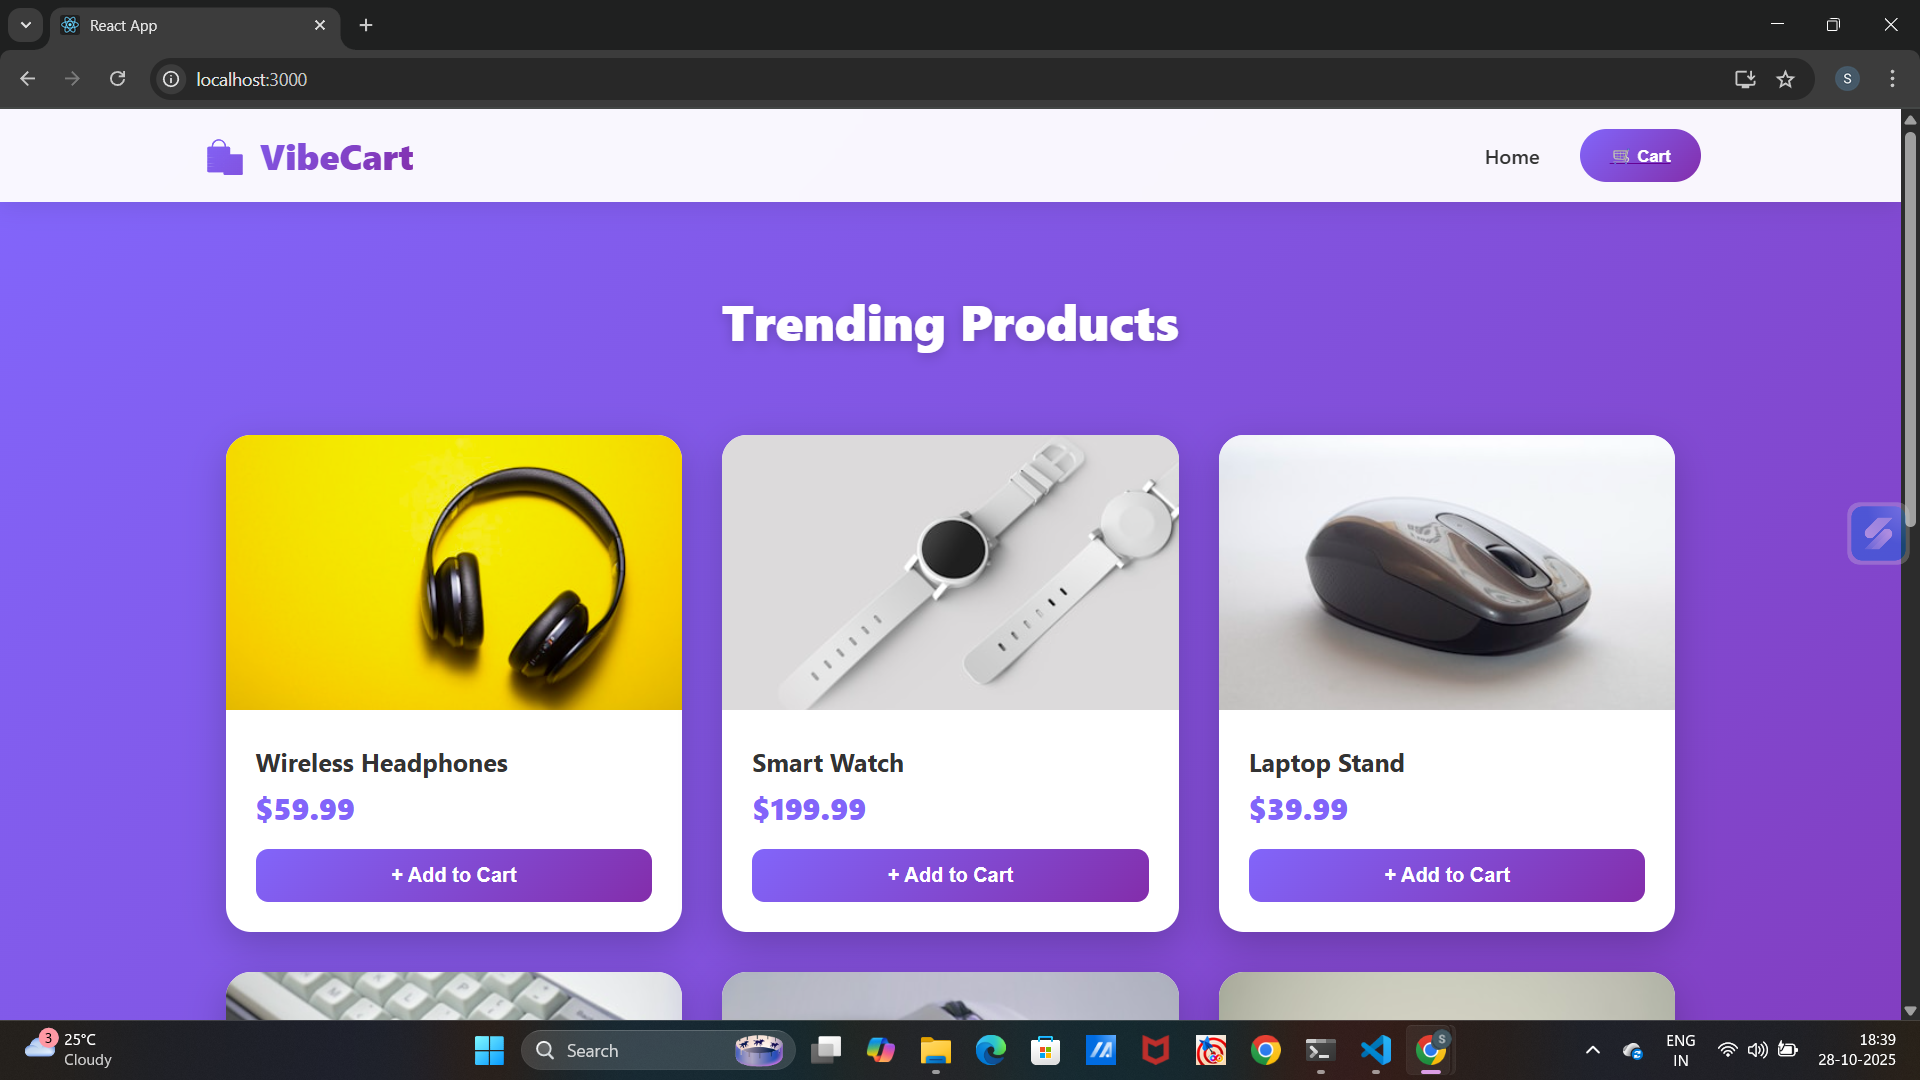 React App
localhost:3000
S
VibeCart
Home
Cart
Trending Products
Wireless Headphones
$59.99
+ Add to Cart
Smart Watch
$199.99
+ Add to Cart
Laptop Stand
$39.99
+ Add to Cart
3
25°C
Cloudy
Search
S
ENG
IN
18:39
28-10-2025